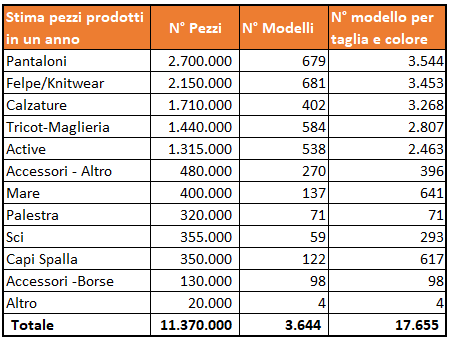 Stima pezzi prodotti in un anno | N° Pezzi | N° Modelli | N° modello per taglia e colore
Pantaloni | 2.700.000 | 679 | 3.544
Felpe/Knitwear | 2.150.000 | 681 | 3.453
Calzature | 1.710.000 | 402 | 3.268
Tricot-Maglieria | 1.440.000 | 584 | 2.807
Active | 1.315.000 | 538 | 2.463
Accessori - Altro | 480.000 | 270 | 396
Mare | 400.000 | 137 | 641
Palestra | 320.000 | 71 | 71
Sci | 355.000 | 59 | 293
Capi Spalla | 350.000 | 122 | 617
Accessori -Borse | 130.000 | 98 | 98
Altro | 20.000 | 4 | 4
Totale | 11.370.000 | 3.644 | 17.655